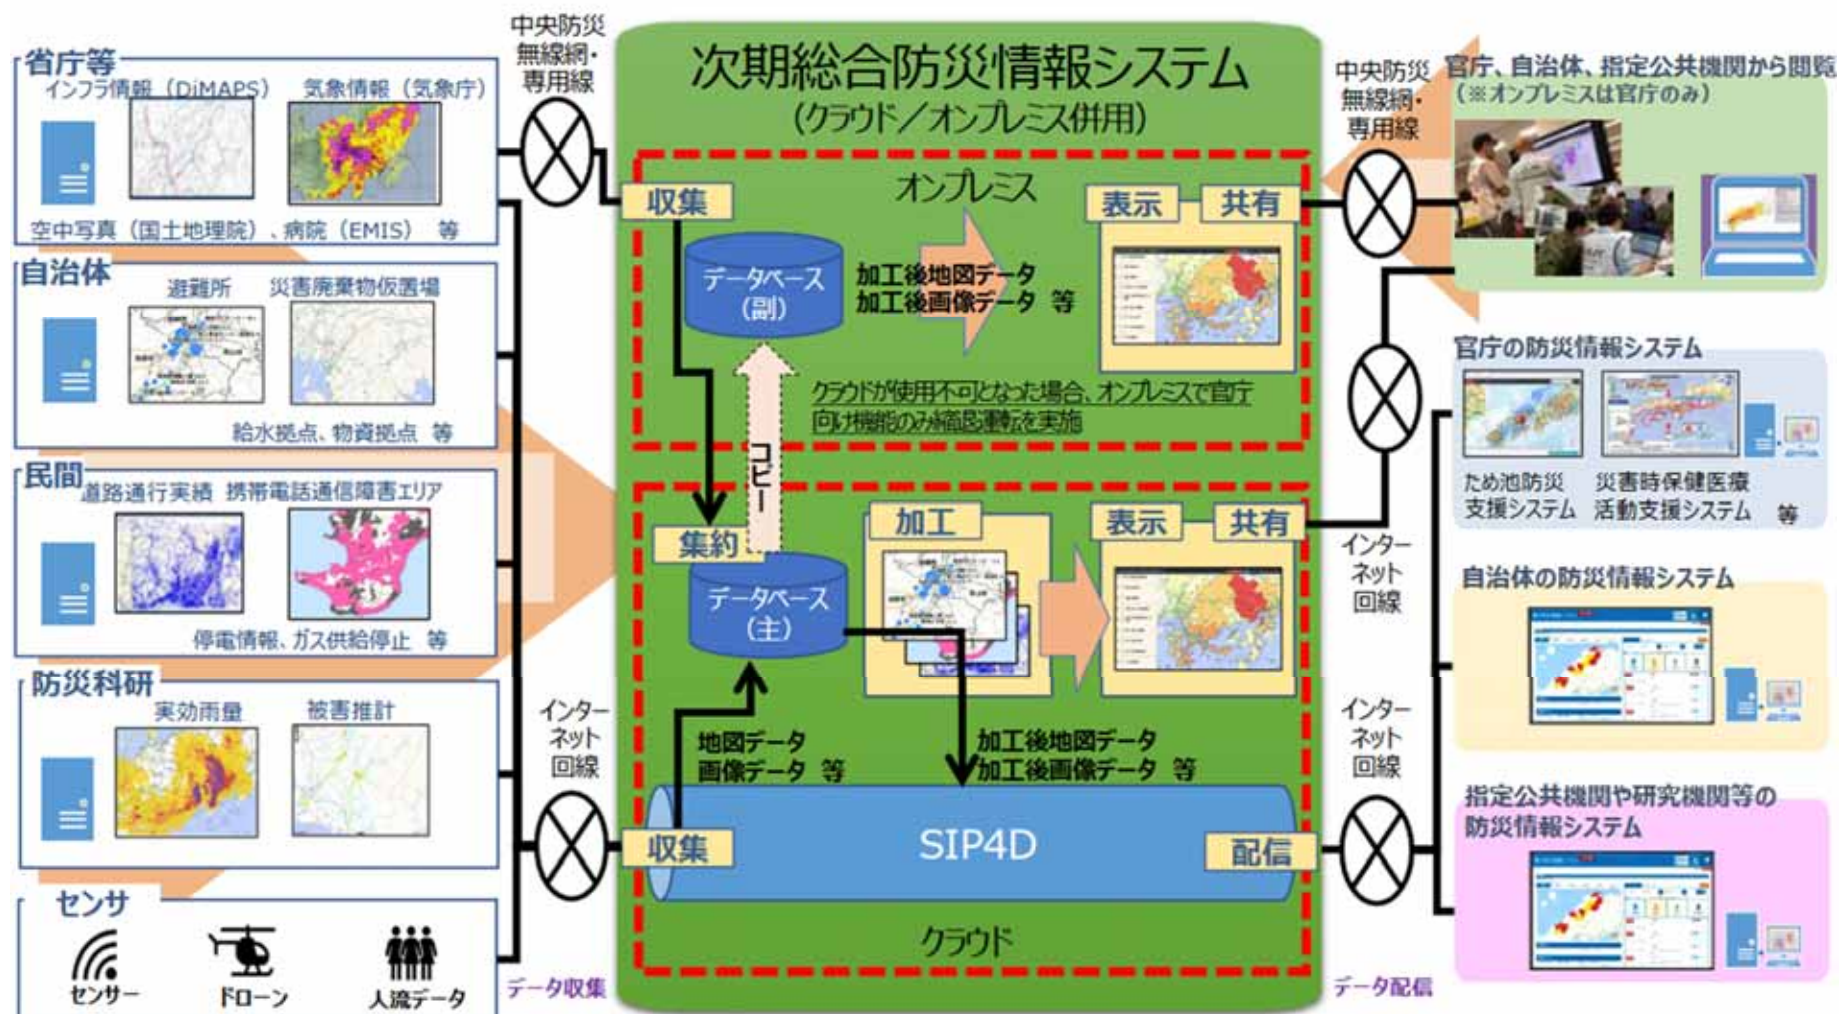 省庁等
インフラ情報（DiMAPS）
気象情報（気象庁）
空中写真（国土地理院）、病院（EMIS） 等
自治体
避難所
災害廃棄物仮置場
給水拠点、物資拠点 等
民間
道路通行実績
携帯電話通信障害エリア
停電情報、ガス供給停止 等
防災科研
実効雨量
被害推計
センサ
センサー
ドローン
人流データ
中央防災
無線網・
専用線
インター
ネット
回線
データ収集
次期総合防災情報システム
（クラウド／オンプレミス併用）
オンプレミス
収集
データベース
（副）
加工後地図データ
加工後画像データ 等
表示
共有
クラウドが使用不可となった場合、オンプレミスで官庁
向け機能のみ縮退運転を実施
コピー
集約
データベース
（主）
加工
表示
共有
地図データ
画像データ 等
加工後地図データ
加工後画像データ 等
収集
SIP4D
配信
クラウド
中央防災
無線網・
専用線
インター
ネット
回線
インター
ネット
回線
データ配信
官庁、自治体、指定公共機関から閲覧
（※オンプレミスは官庁のみ）
官庁の防災情報システム
ため池防災
支援システム
災害時保健医療
活動支援システム 等
自治体の防災情報システム
指定公共機関や研究機関等の
防災情報システム